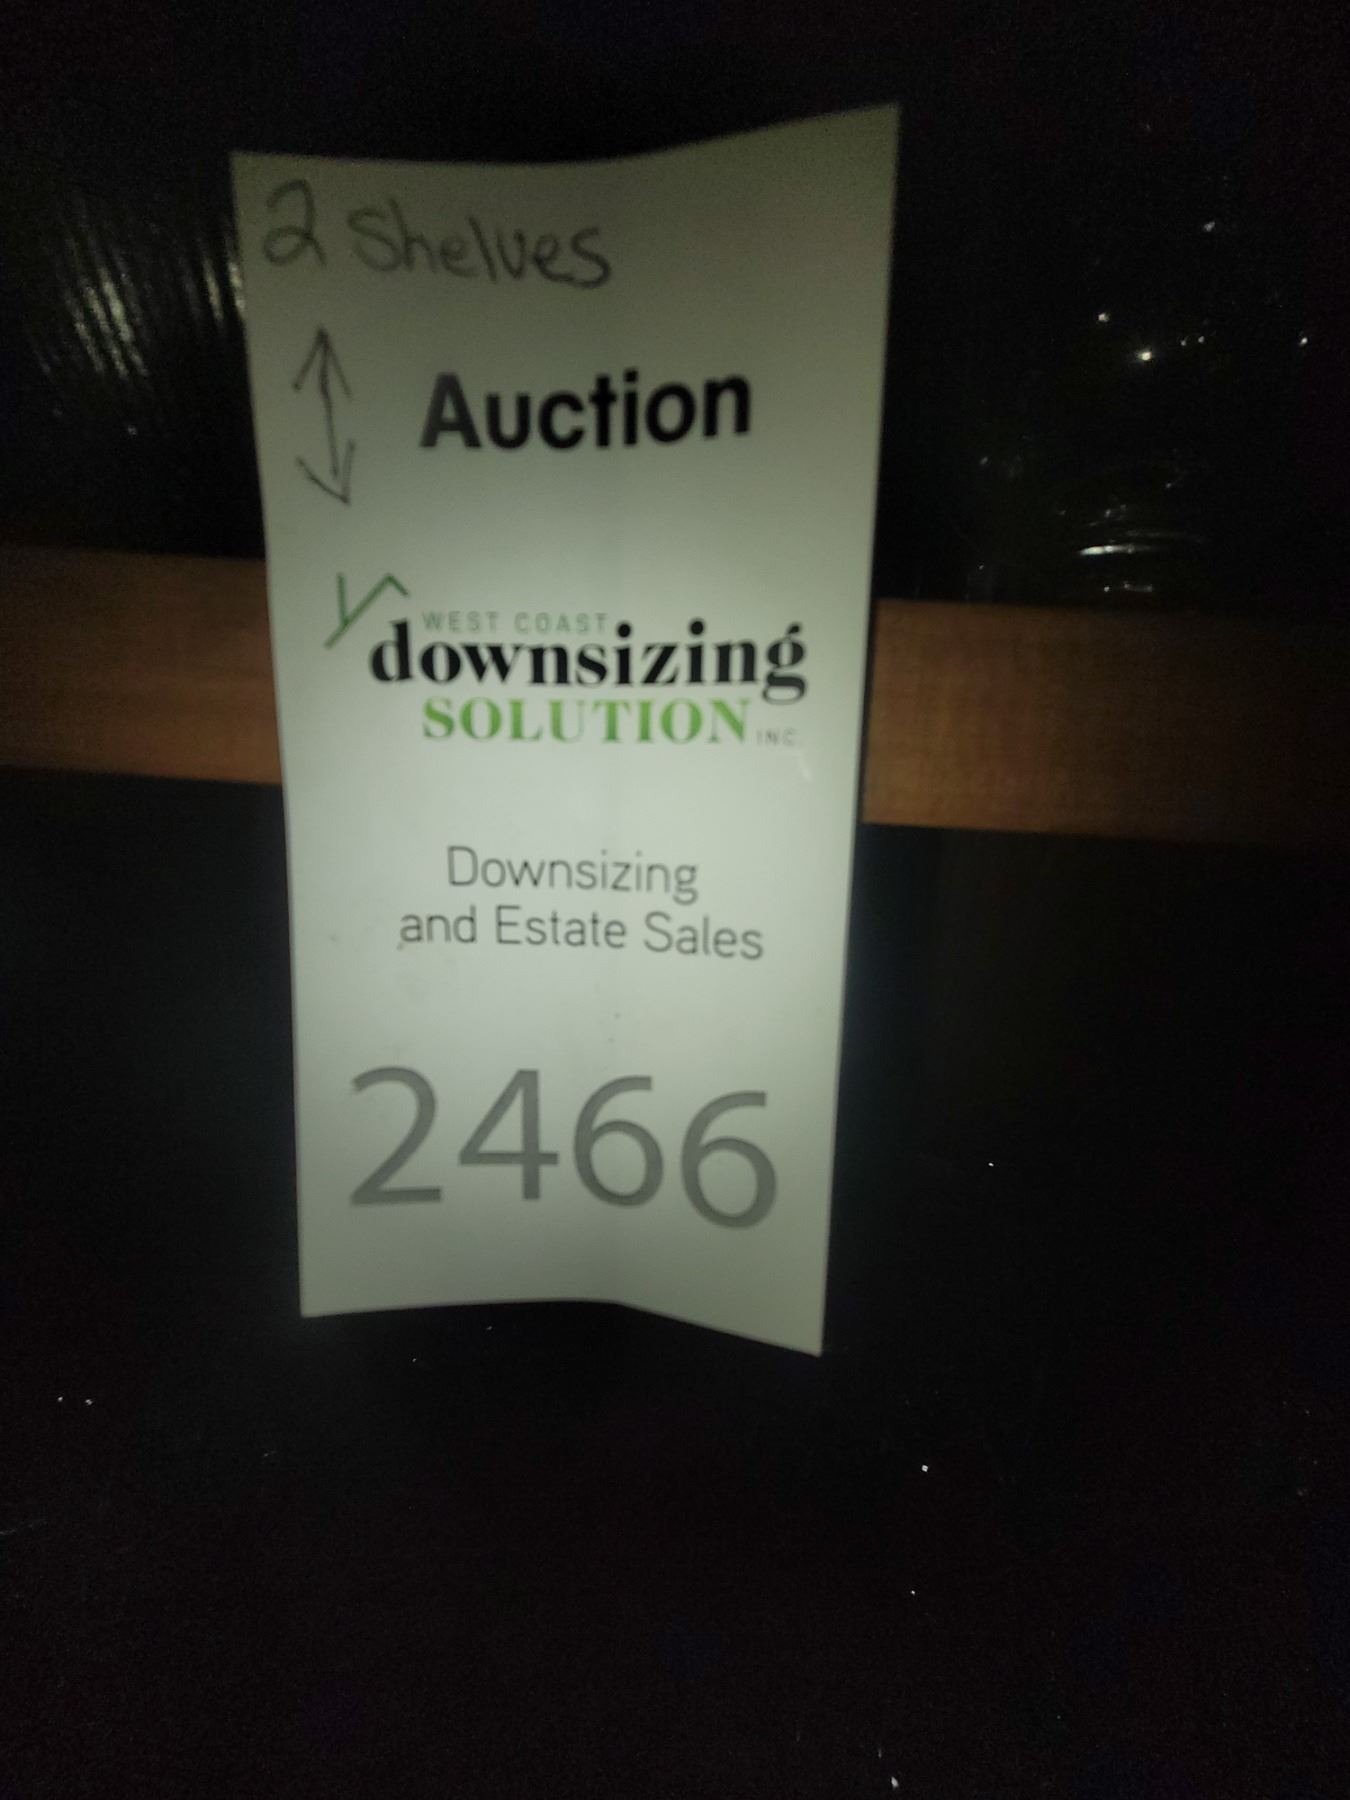 2 Shelves
Auction
WEST COAST
downsizing
SOLUTION INC.
Downsizing
and Estate Sales
2466